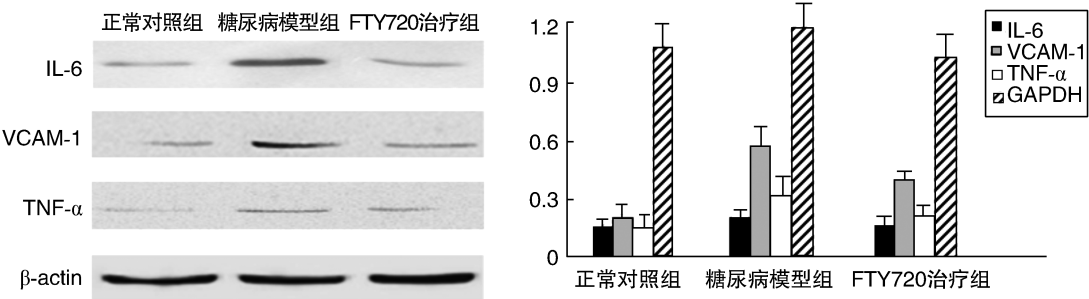 正常对照组 糖尿病模型组 FTY720治疗组
IL-6
VCAM-1
TNF-α
β-actin
1.2
0.9
0.6
0.3
0
正常对照组 糖尿病模型组 FTY720治疗组
IL-6
VCAM-1
TNF-α
GAPDH